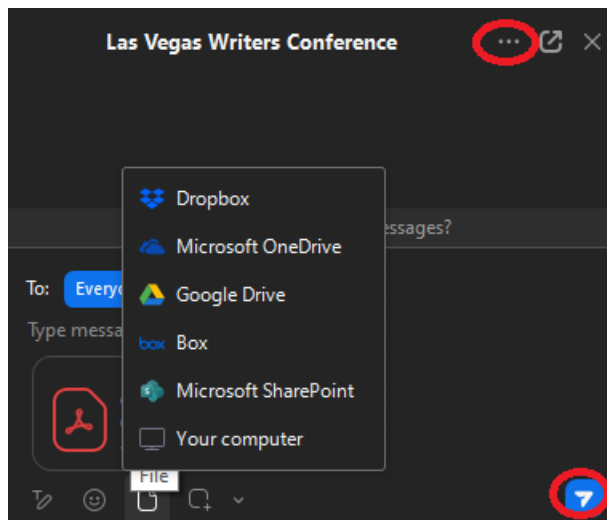 Las Vegas Writers Conference
Dropbox
essages?
Microsoft OneDrive
To: Everyo
Google Drive
Type messa
box Box
Microsoft SharePoint
Your computer
File